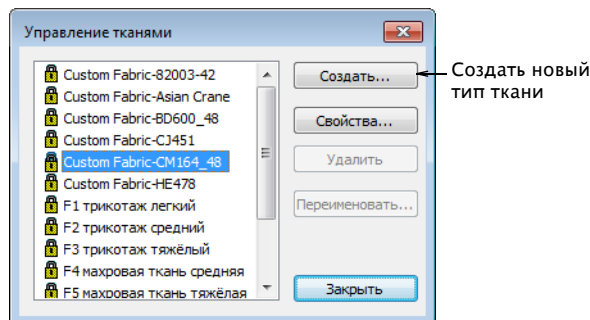 Управление тканями
Custom Fabric-82003-42
Custom Fabric-Asian Crane
Custom Fabric-BD600_48
Custom Fabric-CJ451
Custom Fabric-CM164_48
Custom Fabric-HE478
F1 трикотаж легкий
F2 трикотаж средний
F3 трикотаж тяжёлый
F4 махровая ткань средняя
F5 махровая ткань тяжёлая
Создать...
Свойства...
Удалить
Переименовать...
Закрыть
Создать новый
тип ткани